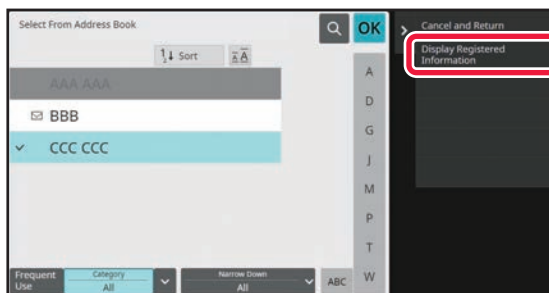 Select From Address Book
OK
Cancel and Return
Sort
Display Registered
Information
AAA AAA
BBB
CCC CCC
A
D
G
J
M
P
T
W
Frequent
Use
Category
All
Narrow Down
All
ABC